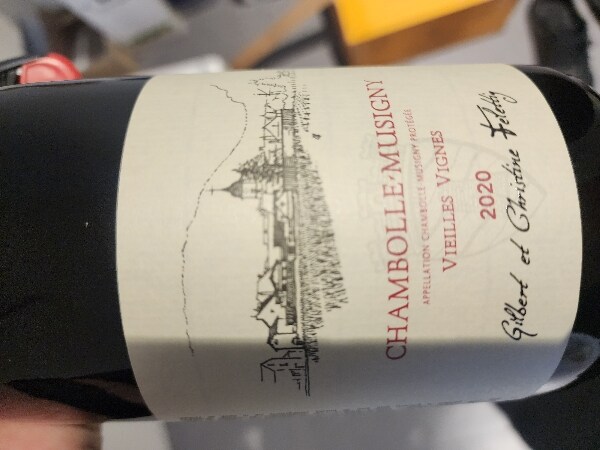 CHAMBOLLE-MUSIGNY
APPELLATION CHAMBOLLE-MUSIGNY PROTÉGÉE
VIEILLES VIGNES
2020
Gilbert et Christine Felettig